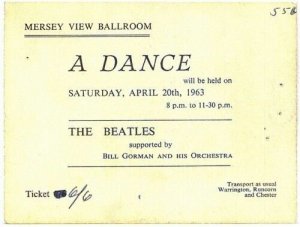 558
MERSEY VIEW BALLROOM
A DANCE
will be held on
SATURDAY, APRIL 20th, 1963
8 p.m. to 11-30 p.m.
THE BEATLES
supported by
BILL GORMAN AND HIS ORCHESTRA
Ticket 6/6
Transport as usual
Warrington, Runcorn
and Chester